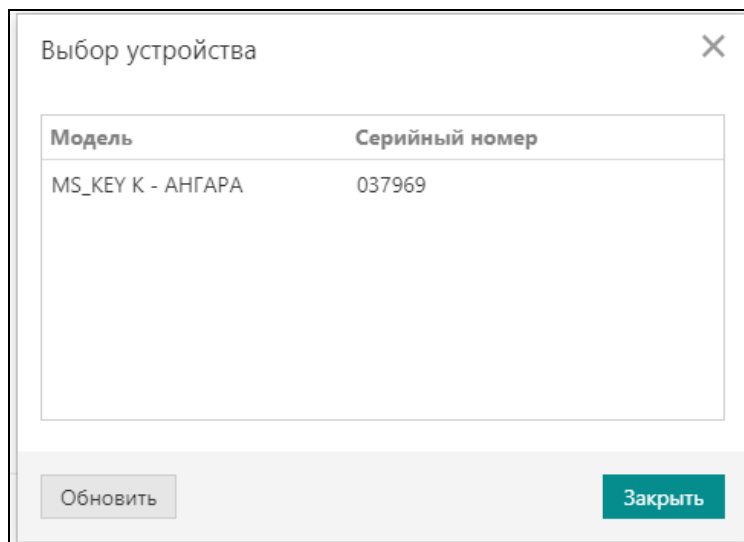 Выбор устройства
Модель Серийный номер
MS_KEY К - АНГАРА 037969
Обновить Закрыть